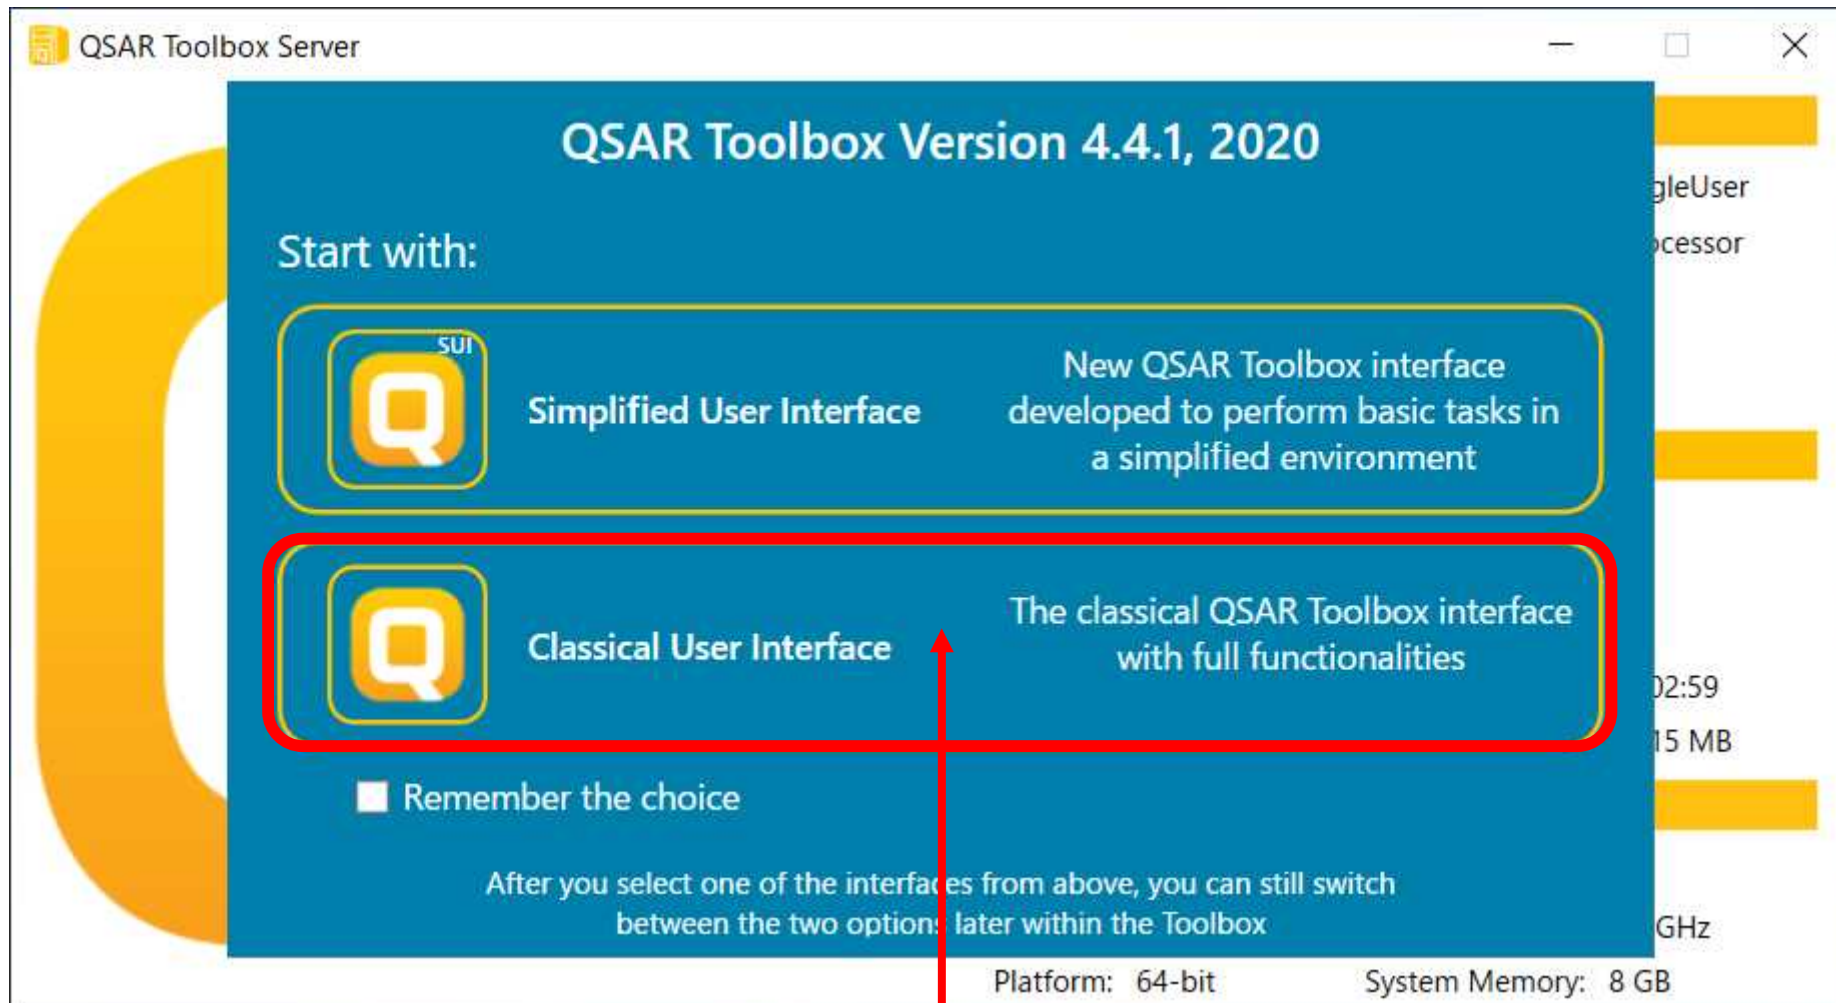 QSAR Toolbox Server
QSAR Toolbox Version 4.4.1, 2020
gleUser
Start with:
ocessor
SUI
Simplified User Interface
New QSAR Toolbox interface
developed to perform basic tasks in
a simplified environment
Classical User Interface
The classical QSAR Toolbox interface
with full functionalities
02:59
15 MB
Remember the choice
After you select one of the interfaces from above, you can still switch
between the two options later within the Toolbox
GHz
Platform: 64-bit System Memory: 8 GB